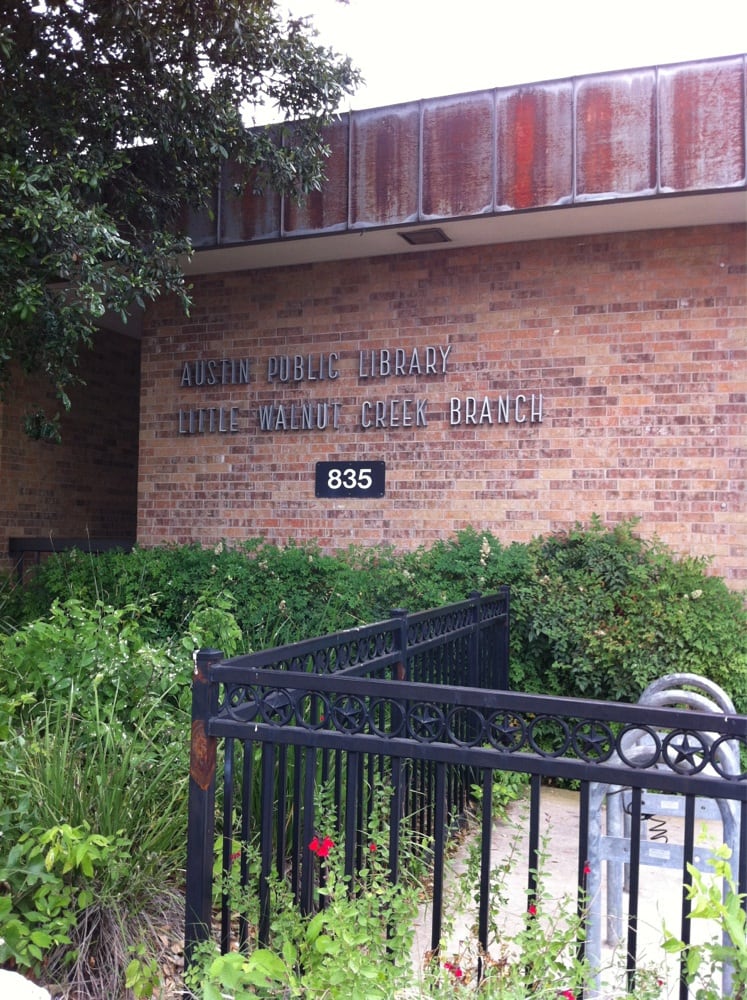 AUSTIN PUBLIC LIBRARY
LITTLE WALNUT CREEK BRANCH
835